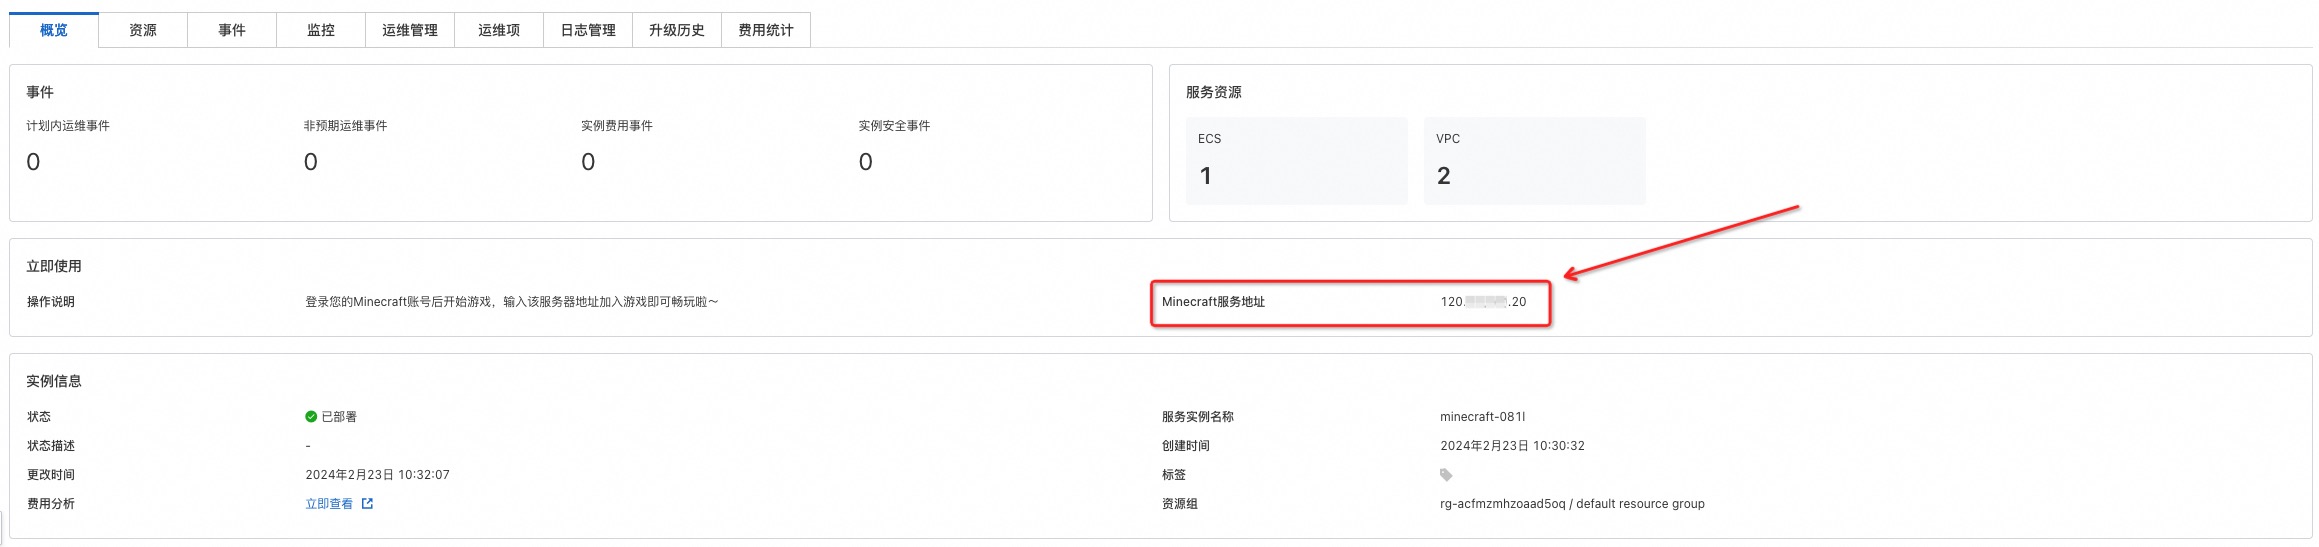 概览 资源 事件 监控 运维管理 运维项 日志管理 升级历史 费用统计
事件
计划内运维事件 非预期运维事件 实例费用事件 实例安全事件
0 0 0 0
服务资源
ECS VPC
1 2
立即使用
操作说明 登录您的Minecraft账号后开始游戏，输入该服务器地址加入游戏即可畅玩啦～ Minecraft服务地址 120. .20
实例信息
状态 已部署 服务实例名称 minecraft-081l
状态描述 - 创建时间 2024年2月23日 10:30:32
更改时间 2024年2月23日 10:32:07 标签
费用分析 立即查看 资源组 rg-acfmzmhzoaad5oq / default resource group